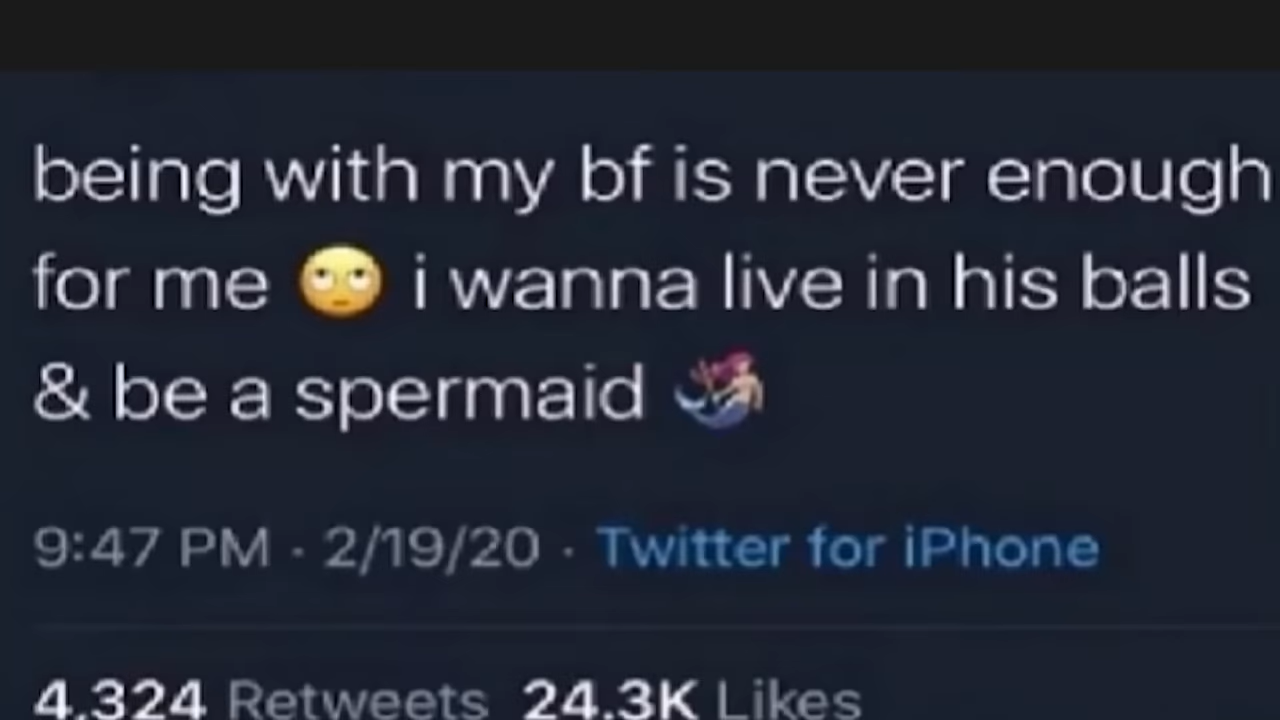 being with my bf is never enough
for me 🙄 i wanna live in his balls
& be a spermaid 🧜‍♀️
9:47 PM · 2/19/20 · Twitter for iPhone
4,324 Retweets 24.3K Likes